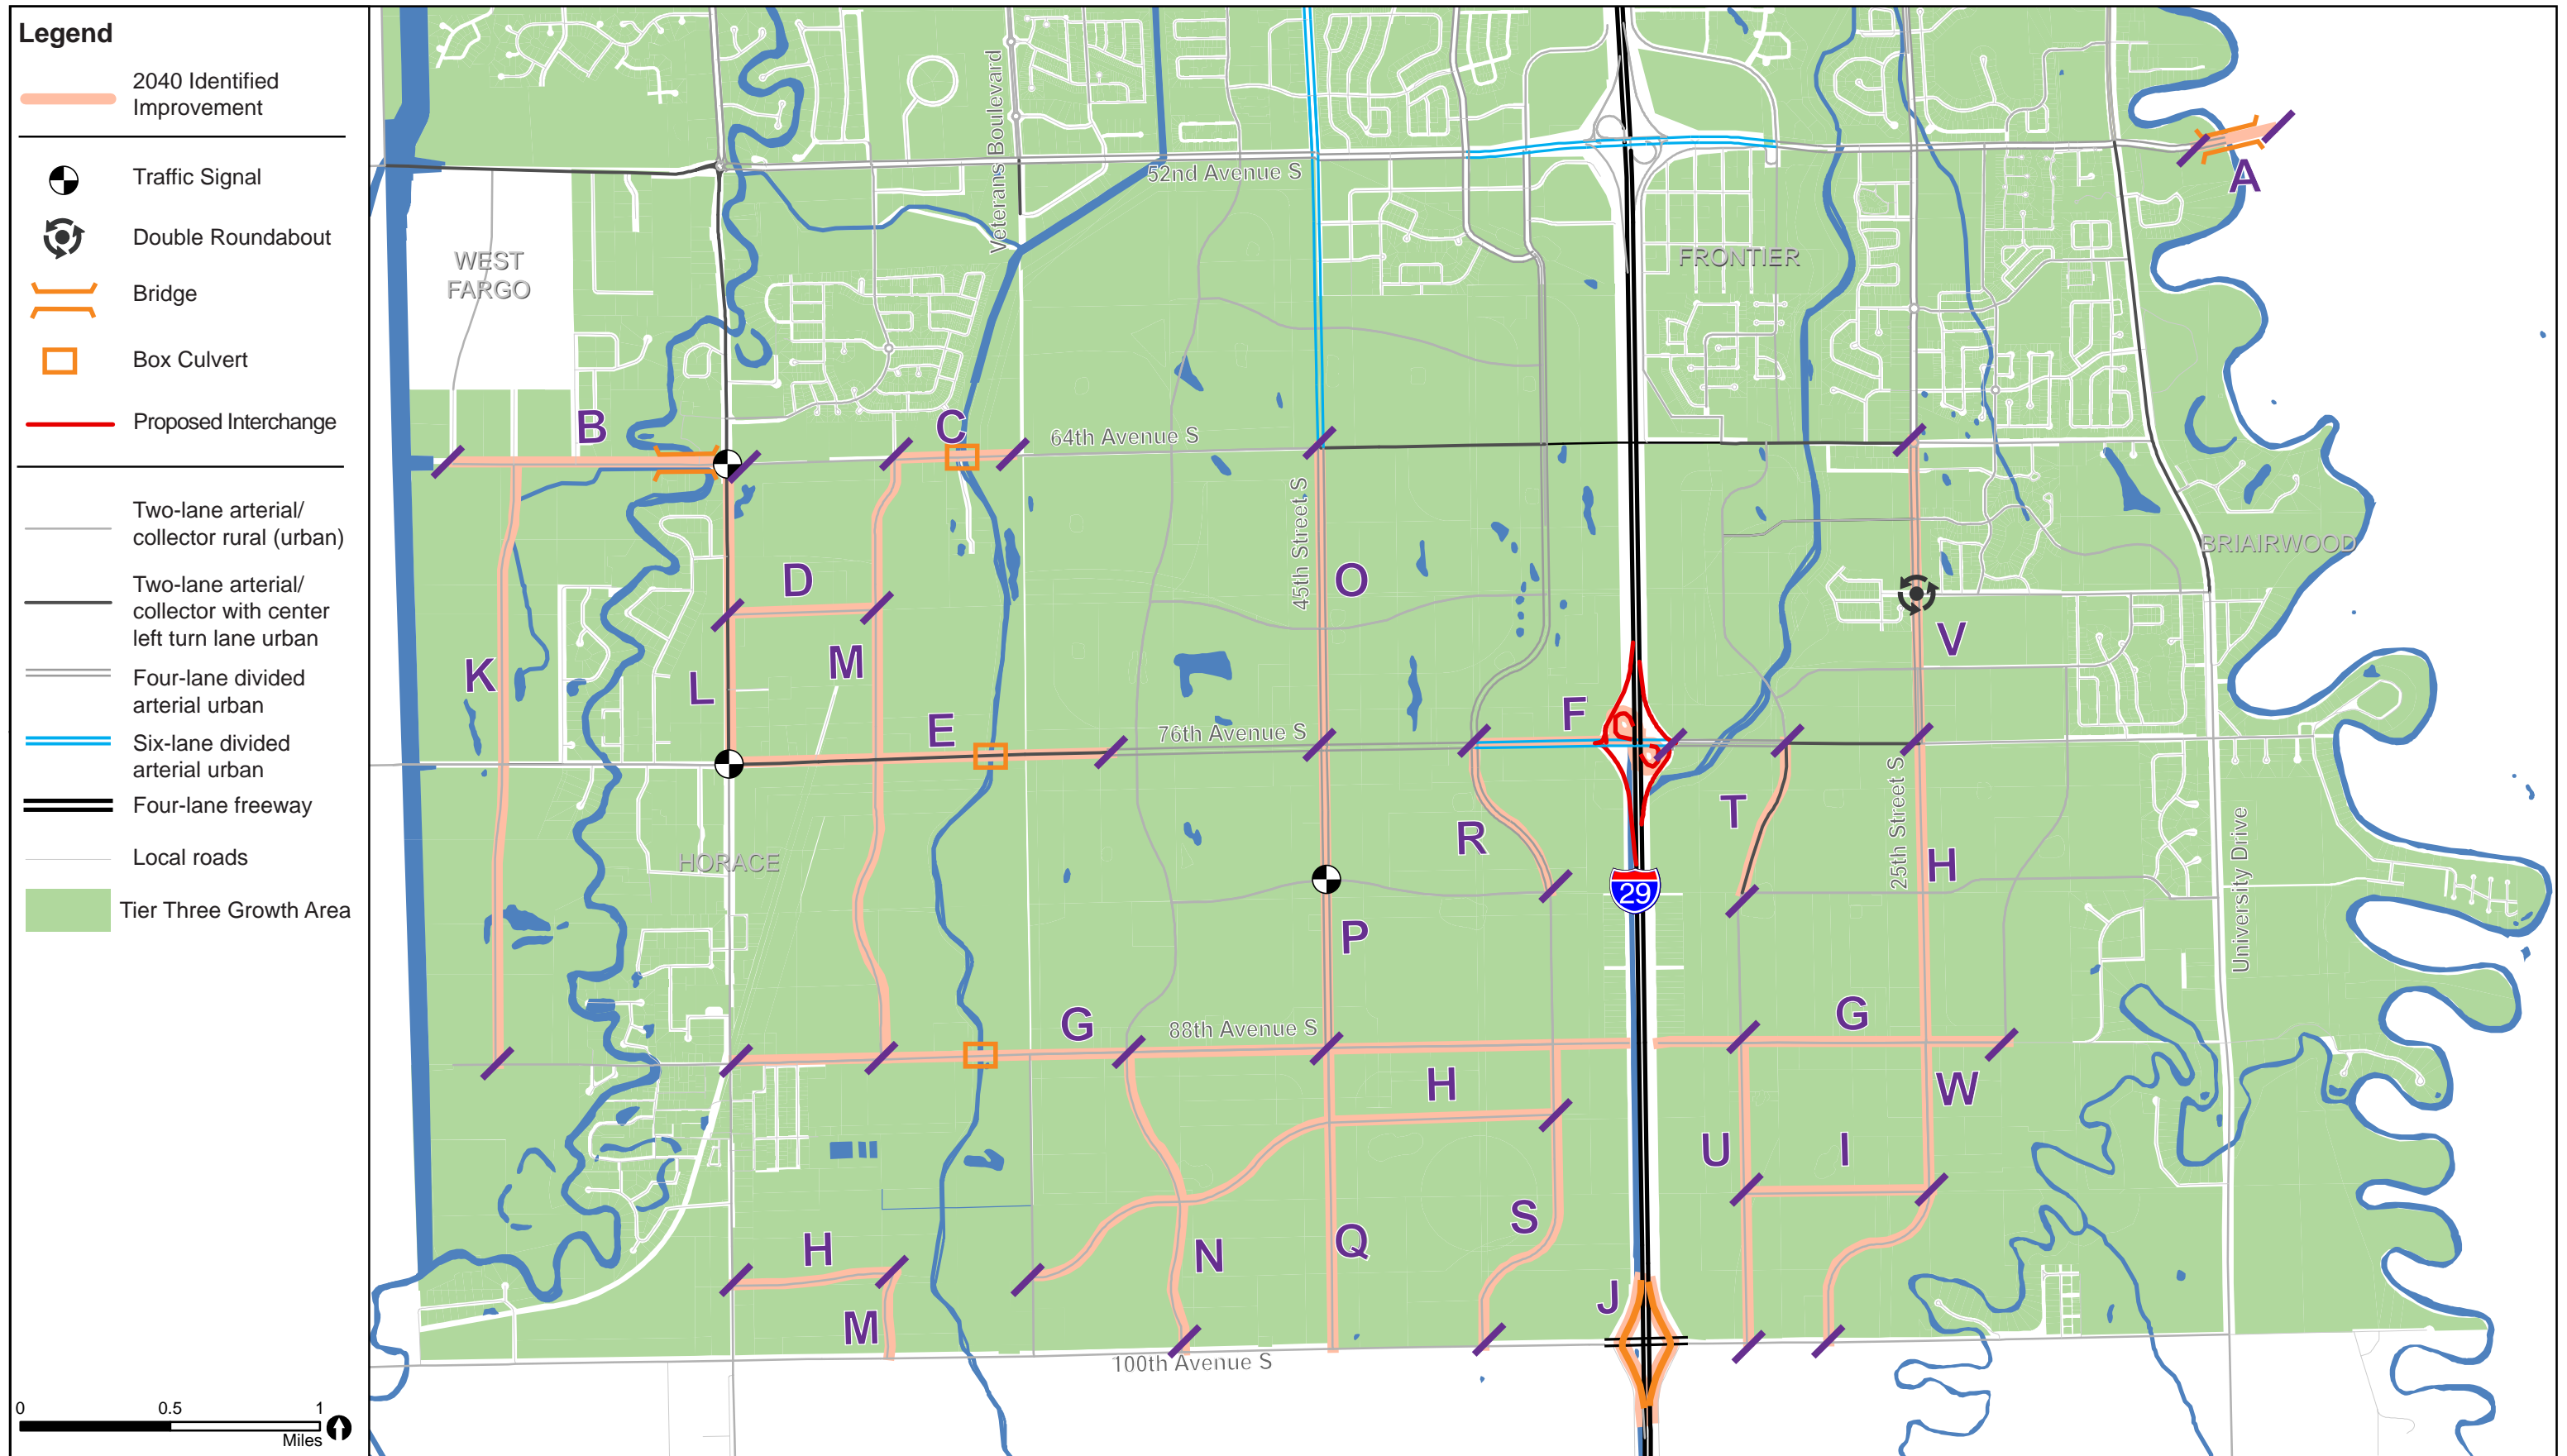 Legend
2040 Identified
Improvement
Traffic Signal
Double Roundabout
Bridge
Box Culvert
Proposed Interchange
Two-lane arterial/
collector rural (urban)
Two-lane arterial/
collector with center
left turn lane urban
Four-lane divided
arterial urban
Six-lane divided
arterial urban
Four-lane freeway
Local roads
Tier Three Growth Area
0 0.5 1
Miles
Veterans Boulevard
52nd Avenue S
A
WEST
FARGO
FRONTIER
B
C
64th Avenue S
45th Street S
BRIAIRWOOD
D
O
V
K
L
M
E
76th Avenue S
F
T
R
25th Street S
H
University Drive
HORACE
29
P
G
88th Avenue S
G
H
W
U
I
H
N
Q
S
M
J
100th Avenue S